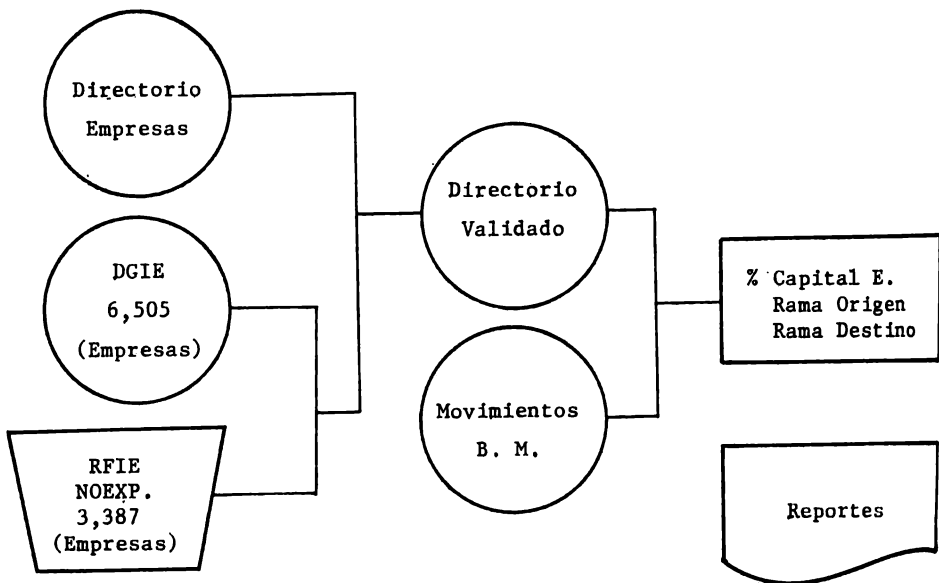 Directorio
Empresas
DGIE
6,505
(Empresas)
RFIE
NOEXP.
3,387
(Empresas)
Directorio
Validado
Movimientos
B. M.
% Capital E.
Rama Origen
Rama Destino
Reportes